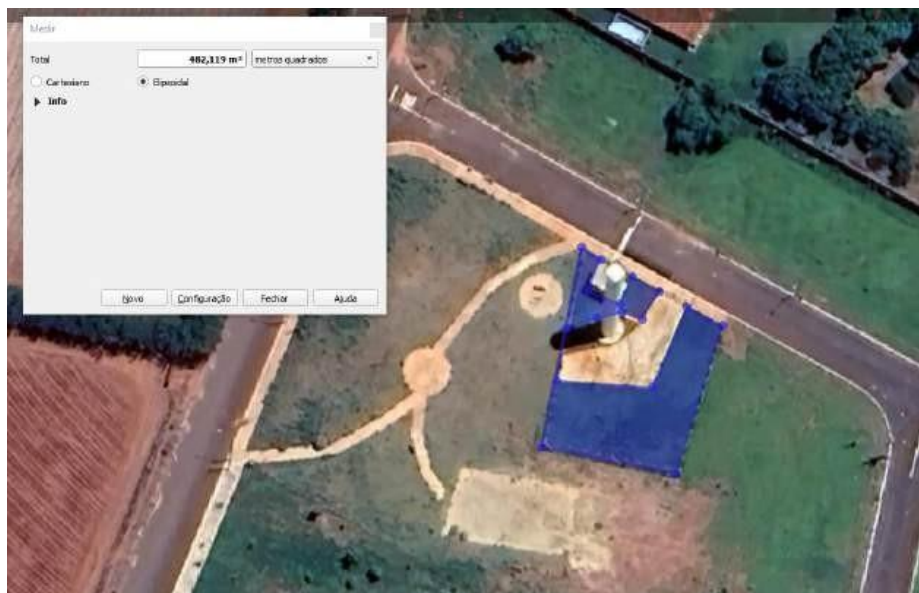 Medir
Total 482,119 m² metros quadrados
Cartesiano Elipsoidal
Info
Novo Configuração Fechar Ajuda